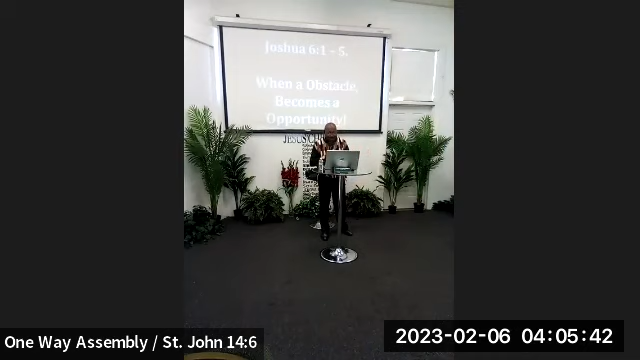 Joshua 6:1 - 5.
When a Obstacle,
Becomes a
Opportunity!
One Way Assembly / St. John 14:6
2023-02-06 04:05:42